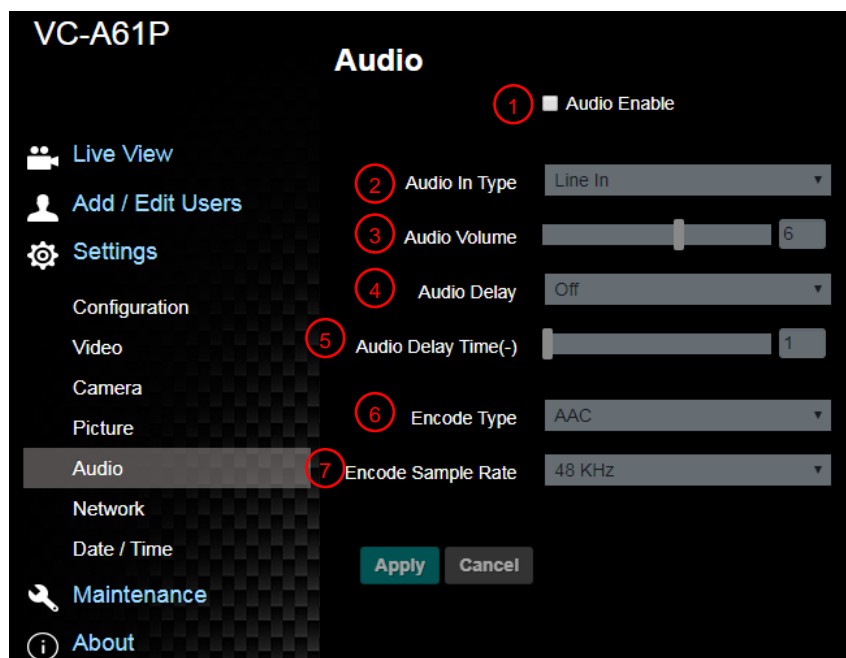 VC-A61P
Live View
Add / Edit Users
Settings
Configuration
Video
Camera
Picture
Audio
Network
Date / Time
Maintenance
About
Audio
1 Audio Enable
2 Audio In Type Line In
3 Audio Volume 6
4 Audio Delay Off
5 Audio Delay Time(-) 1
6 Encode Type AAC
7 Encode Sample Rate 48 KHz
Apply Cancel